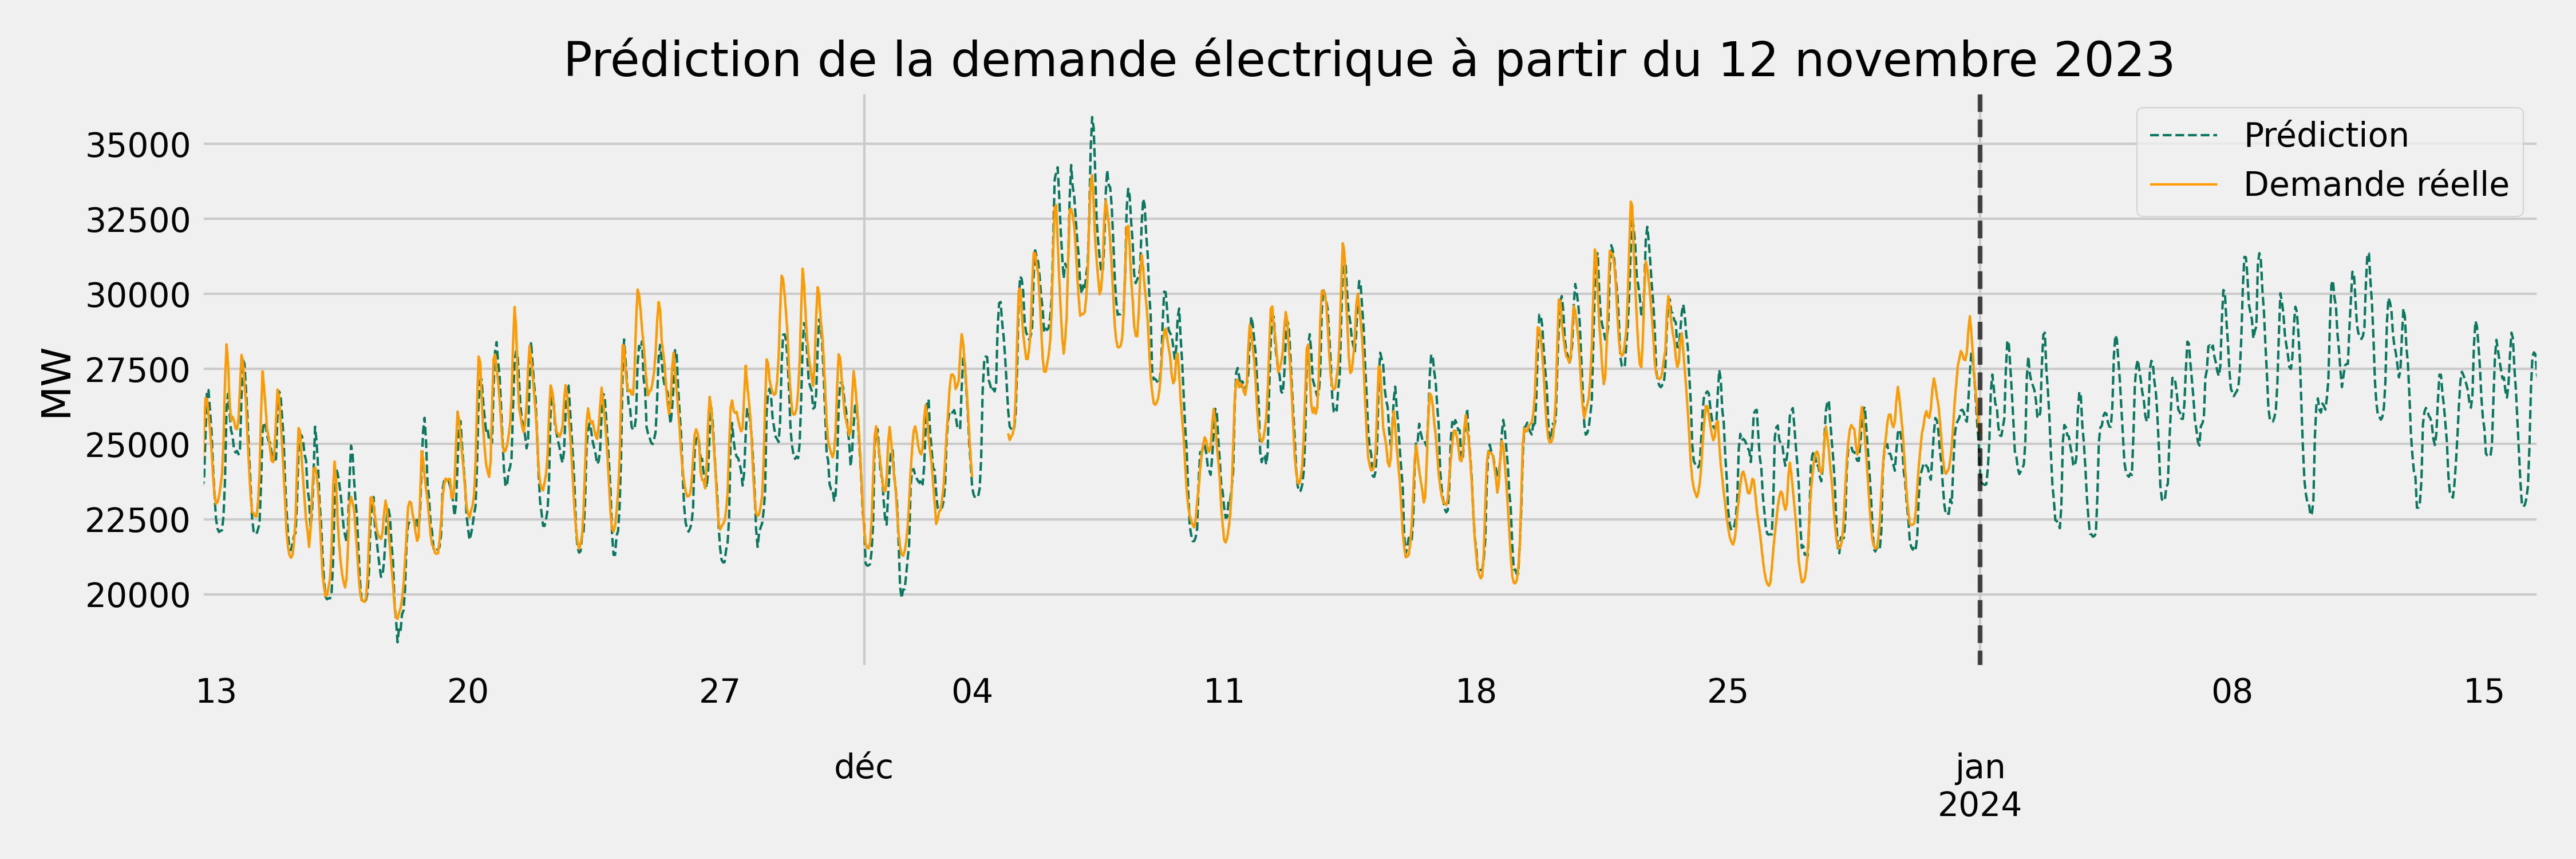 Prédiction de la demande électrique à partir du 12 novembre 2023
Prédiction
Demande réelle
MW
35000
32500
30000
27500
25000
22500
20000
13 20 27 04 11 18 25 08 15
déc jan
2024